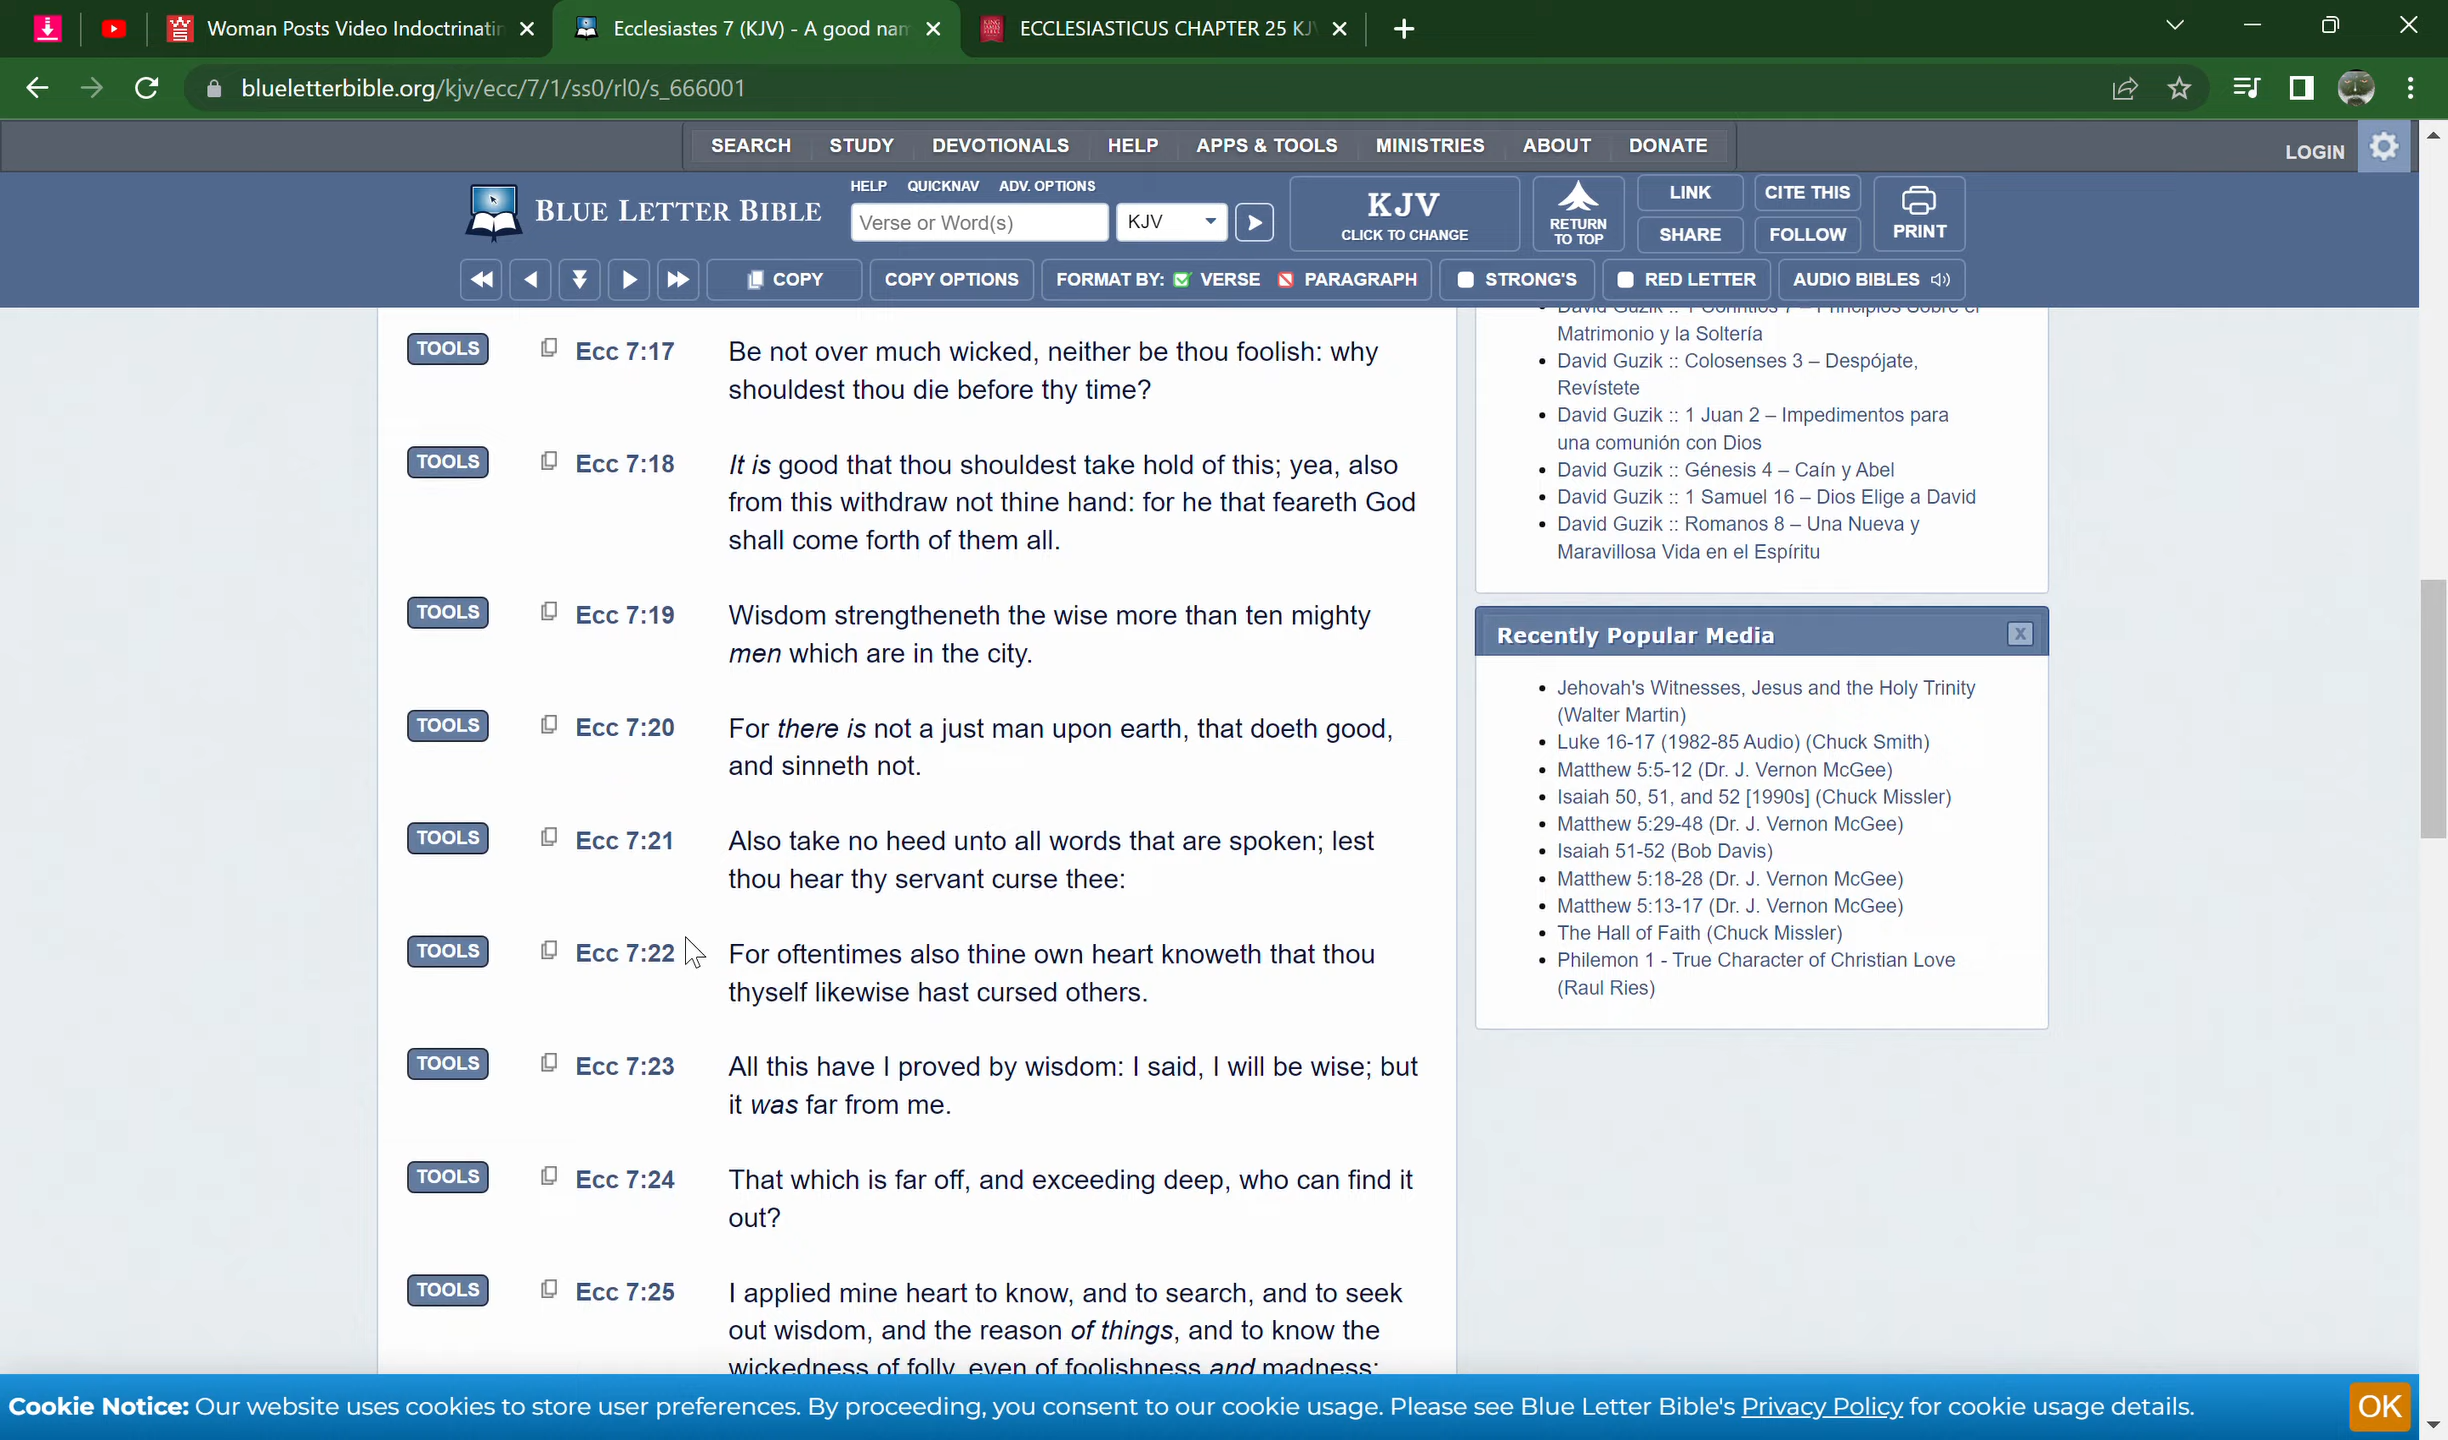 Woman Posts Video Indoctrinatin
Ecclesiastes 7 (KJV) - A good nam
ECCLESIASTICUS CHAPTER 25 KJ
blueletterbible.org/kjv/ecc/7/1/ss0/rl0/s_666001
SEARCH STUDY DEVOTIONALS HELP APPS & TOOLS MINISTRIES ABOUT DONATE
LOGIN
BLUE LETTER BIBLE
HELP QUICKNAV ADV. OPTIONS
Verse or Word(s)
KJV
KJV
CLICK TO CHANGE
RETURN
TO TOP
LINK
CITE THIS
SHARE
FOLLOW
PRINT
COPY
COPY OPTIONS
FORMAT BY: VERSE PARAGRAPH
STRONG'S
RED LETTER
AUDIO BIBLES
TOOLS Ecc 7:17 Be not over much wicked, neither be thou foolish: why
shouldest thou die before thy time?
TOOLS Ecc 7:18 It is good that thou shouldest take hold of this; yea, also
from this withdraw not thine hand: for he that feareth God
shall come forth of them all.
TOOLS Ecc 7:19 Wisdom strengtheneth the wise more than ten mighty
men which are in the city.
TOOLS Ecc 7:20 For there is not a just man upon earth, that doeth good,
and sinneth not.
TOOLS Ecc 7:21 Also take no heed unto all words that are spoken; lest
thou hear thy servant curse thee:
TOOLS Ecc 7:22 For oftentimes also thine own heart knoweth that thou
thyself likewise hast cursed others.
TOOLS Ecc 7:23 All this have I proved by wisdom: I said, I will be wise; but
it was far from me.
TOOLS Ecc 7:24 That which is far off, and exceeding deep, who can find it
out?
TOOLS Ecc 7:25 I applied mine heart to know, and to search, and to seek
out wisdom, and the reason of things, and to know the
wickedness of folly, even of foolishness and madness:
David Guzik :: 1 Corintios 7 – Principios Sobre el
Matrimonio y la Soltería
David Guzik :: Colosenses 3 – Despójate,
Revístete
David Guzik :: 1 Juan 2 – Impedimentos para
una comunión con Dios
David Guzik :: Génesis 4 – Caín y Abel
David Guzik :: 1 Samuel 16 – Dios Elige a David
David Guzik :: Romanos 8 – Una Nueva y
Maravillosa Vida en el Espíritu
Recently Popular Media X
Jehovah's Witnesses, Jesus and the Holy Trinity
(Walter Martin)
Luke 16-17 (1982-85 Audio) (Chuck Smith)
Matthew 5:5-12 (Dr. J. Vernon McGee)
Isaiah 50, 51, and 52 [1990s] (Chuck Missler)
Matthew 5:29-48 (Dr. J. Vernon McGee)
Isaiah 51-52 (Bob Davis)
Matthew 5:18-28 (Dr. J. Vernon McGee)
Matthew 5:13-17 (Dr. J. Vernon McGee)
The Hall of Faith (Chuck Missler)
Philemon 1 - True Character of Christian Love
(Raul Ries)
Cookie Notice: Our website uses cookies to store user preferences. By proceeding, you consent to our cookie usage. Please see Blue Letter Bible's Privacy Policy for cookie usage details.
OK